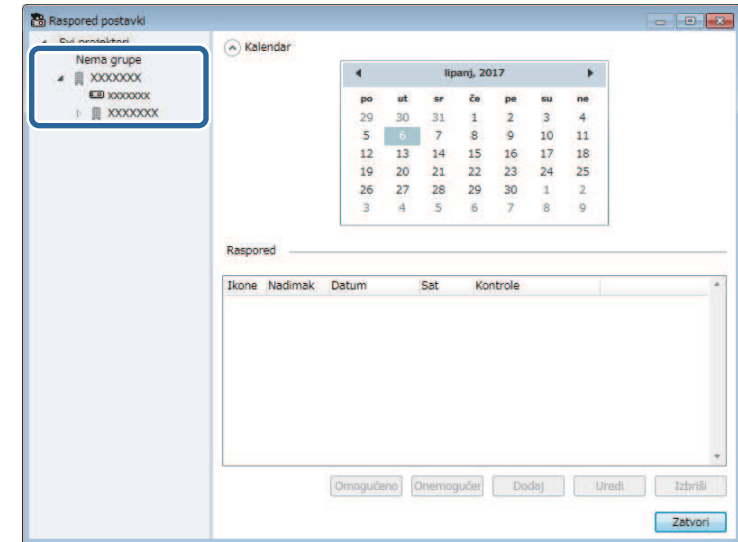 Raspored postavki
Svi projektori
Nema grupe
XXXXXXX
XXXXXXX
XXXXXXX
Kalendar
lipanj, 2017
po ut sr če pe su ne
29 30 31 1 2 3 4
5 6 7 8 9 10 11
12 13 14 15 16 17 18
19 20 21 22 23 24 25
26 27 28 29 30 1 2
3 4 5 6 7 8 9
Raspored
Ikone Nadimak Datum Sat Kontrole
Omogućeno Onemogućer Dodaj Uredi Izbriši
Zatvori